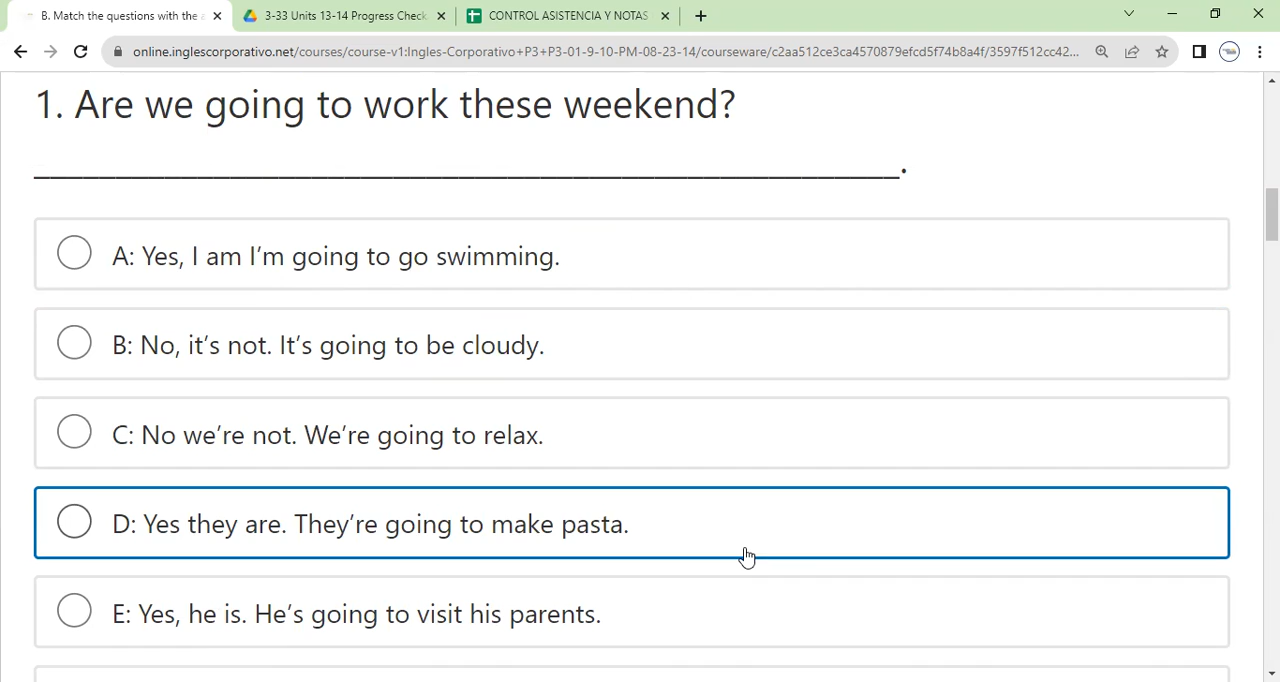 B. Match the questions with the a
3-33 Units 13-14 Progress Check
CONTROL ASISTENCIA Y NOTAS
online.inglescorporativo.net/courses/course-v1:Ingles-Corporativo+P3+P3-01-9-10-PM-08-23-14/courseware/c2aa512ce3ca4570879efcd5f74b8a4f/3597f512cc42...
1. Are we going to work these weekend?
____________________________________________________.
A: Yes, I am I’m going to go swimming.
B: No, it’s not. It’s going to be cloudy.
C: No we’re not. We’re going to relax.
D: Yes they are. They’re going to make pasta.
E: Yes, he is. He’s going to visit his parents.